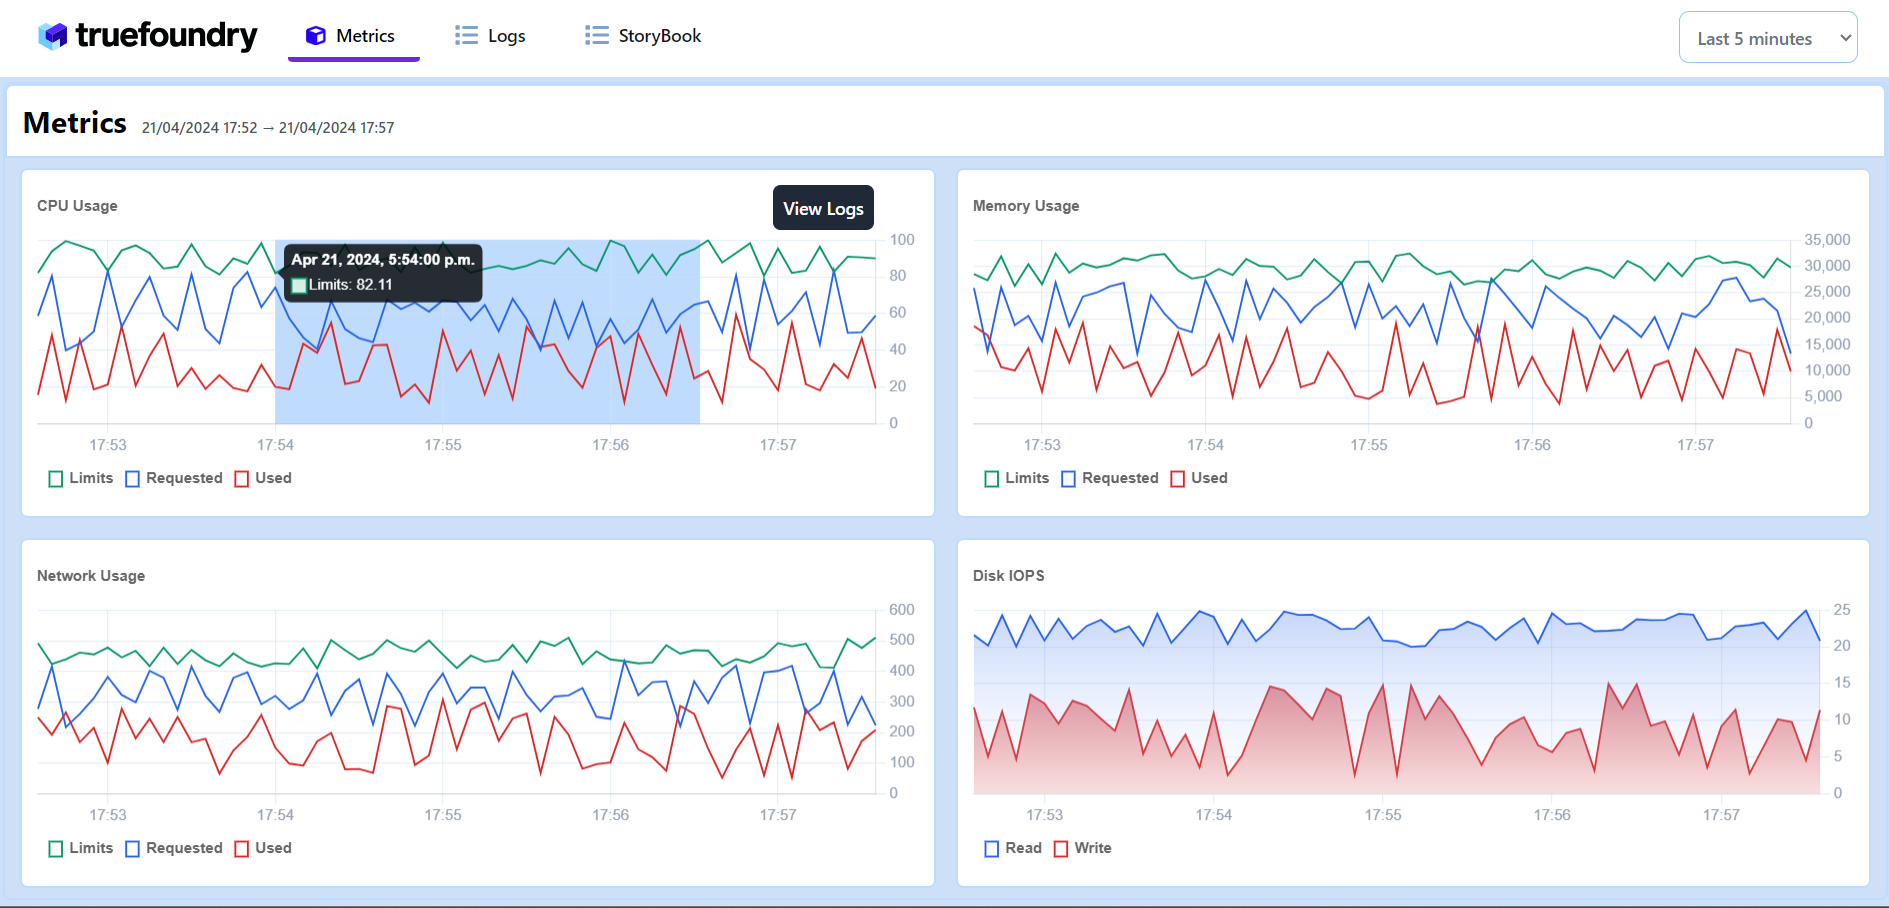 truefoundry
Metrics
Logs
StoryBook
Last 5 minutes
Metrics
21/04/2024 17:52 → 21/04/2024 17:57
CPU Usage
View Logs
Apr 21, 2024, 5:54:00 p.m.
Limits: 82.11
100
80
60
40
20
0
17:53
17:54
17:55
17:56
17:57
Limits
Requested
Used
Memory Usage
35,000
30,000
25,000
20,000
15,000
10,000
5,000
0
17:53
17:54
17:55
17:56
17:57
Limits
Requested
Used
Network Usage
600
500
400
300
200
100
0
17:53
17:54
17:55
17:56
17:57
Limits
Requested
Used
Disk IOPS
25
20
15
10
5
0
17:53
17:54
17:55
17:56
17:57
Read
Write